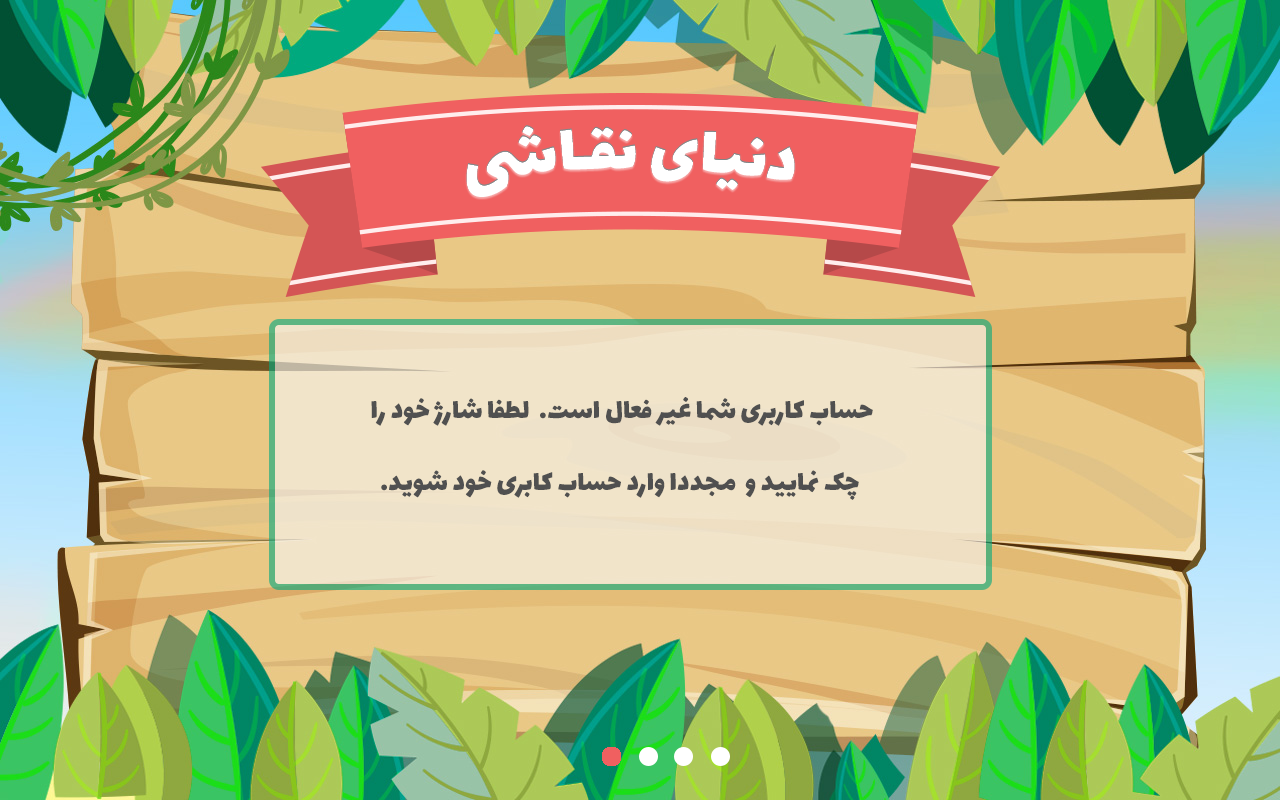 دنیای نقاشی
حساب کاربری شما غیر فعال است. لطفا شارژ خود را
چک نمایید و مجددا وارد حساب کابری خود شوید.